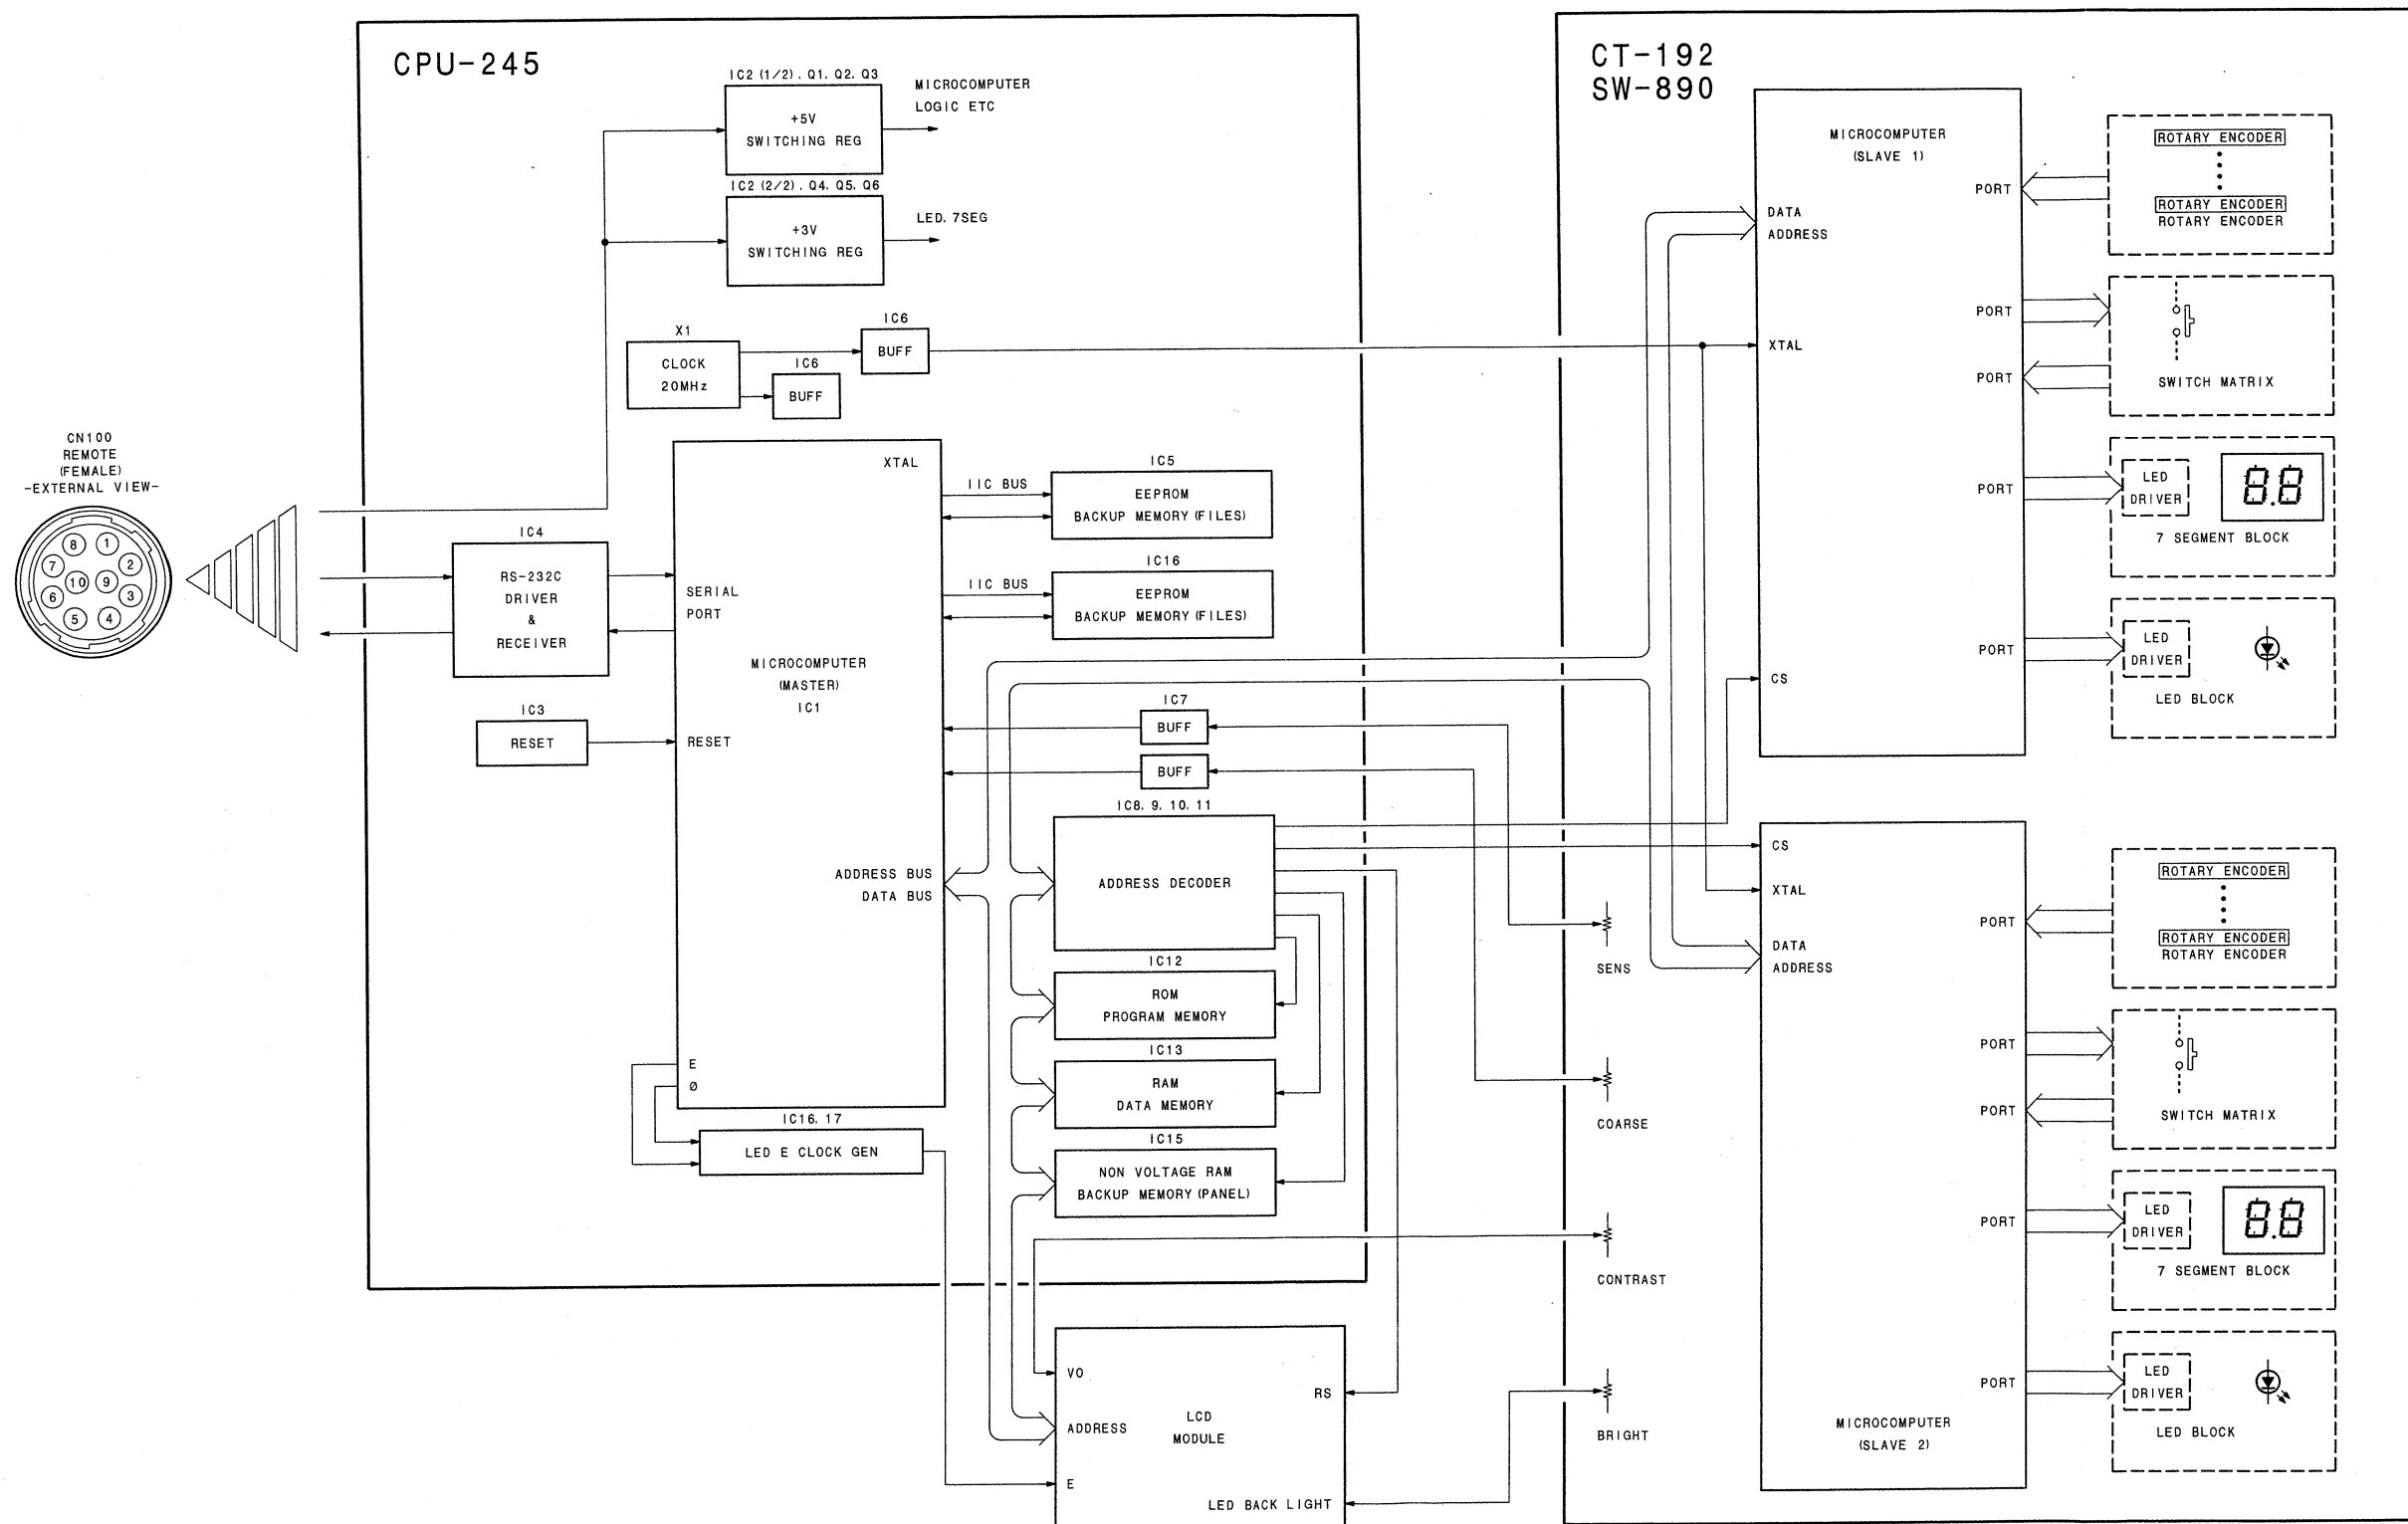 CPU-245
IC2 (1/2), Q1, Q2, Q3
+5V
SWITCHING REG
MICROCOMPUTER
LOGIC ETC
IC2 (2/2), Q4, Q5, Q6
+3V
SWITCHING REG
LED, 7SEG
X1
CLOCK
20MHz
IC6
BUFF
IC6
BUFF
CN100
REMOTE
(FEMALE)
-EXTERNAL VIEW-
8
1
7
2
10
9
6
3
5
4
IC4
RS-232C
DRIVER
&
RECEIVER
IC3
RESET
XTAL
SERIAL
PORT
MICROCOMPUTER
(MASTER)
IC1
RESET
ADDRESS BUS
DATA BUS
E
Ø
IIC BUS
IC5
EEPROM
BACKUP MEMORY (FILES)
IIC BUS
IC16
EEPROM
BACKUP MEMORY (FILES)
IC7
BUFF
BUFF
IC8, 9, 10, 11
ADDRESS DECODER
IC12
ROM
PROGRAM MEMORY
IC13
RAM
DATA MEMORY
IC15
NON VOLTAGE RAM
BACKUP MEMORY (PANEL)
IC16, 17
LED E CLOCK GEN
VO
RS
ADDRESS
LCD
MODULE
E
LED BACK LIGHT
CT-192
SW-890
MICROCOMPUTER
(SLAVE 1)
DATA
ADDRESS
XTAL
CS
PORT
PORT
PORT
PORT
PORT
ROTARY ENCODER
ROTARY ENCODER
ROTARY ENCODER
SWITCH MATRIX
LED
DRIVER
8.8
7 SEGMENT BLOCK
LED
DRIVER
LED BLOCK
SENS
COARSE
CONTRAST
BRIGHT
CS
XTAL
DATA
ADDRESS
PORT
PORT
PORT
PORT
PORT
MICROCOMPUTER
(SLAVE 2)
ROTARY ENCODER
ROTARY ENCODER
ROTARY ENCODER
SWITCH MATRIX
LED
DRIVER
8.8
7 SEGMENT BLOCK
LED
DRIVER
LED BLOCK